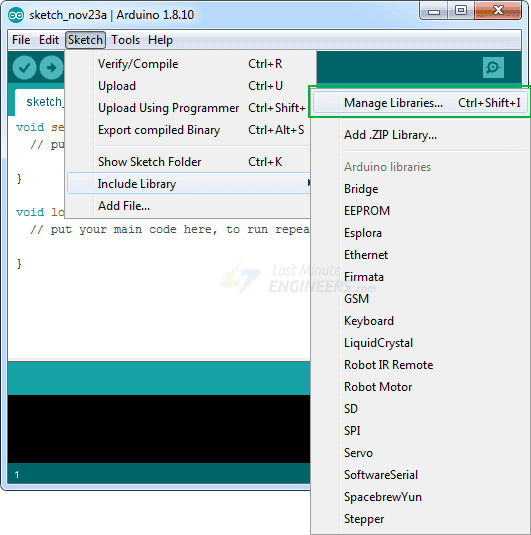 sketch_nov23a | Arduino 1.8.10
File Edit Sketch Tools Help
Verify/Compile Ctrl+R
Upload Ctrl+U
Upload Using Programmer Ctrl+Shift+
Export compiled Binary Ctrl+Alt+S
Show Sketch Folder Ctrl+K
Include Library
Add File...
Manage Libraries... Ctrl+Shift+I
Add .ZIP Library...
Arduino libraries
Bridge
EEPROM
Esplora
Ethernet
Firmata
GSM
Keyboard
LiquidCrystal
Robot IR Remote
Robot Motor
SD
SPI
Servo
SoftwareSerial
SpacebrewYun
Stepper
sketch_
void se
// pu
}
void lo
// put your main code here, to run repea
}
Last Minute
ENGINEERS.com
1